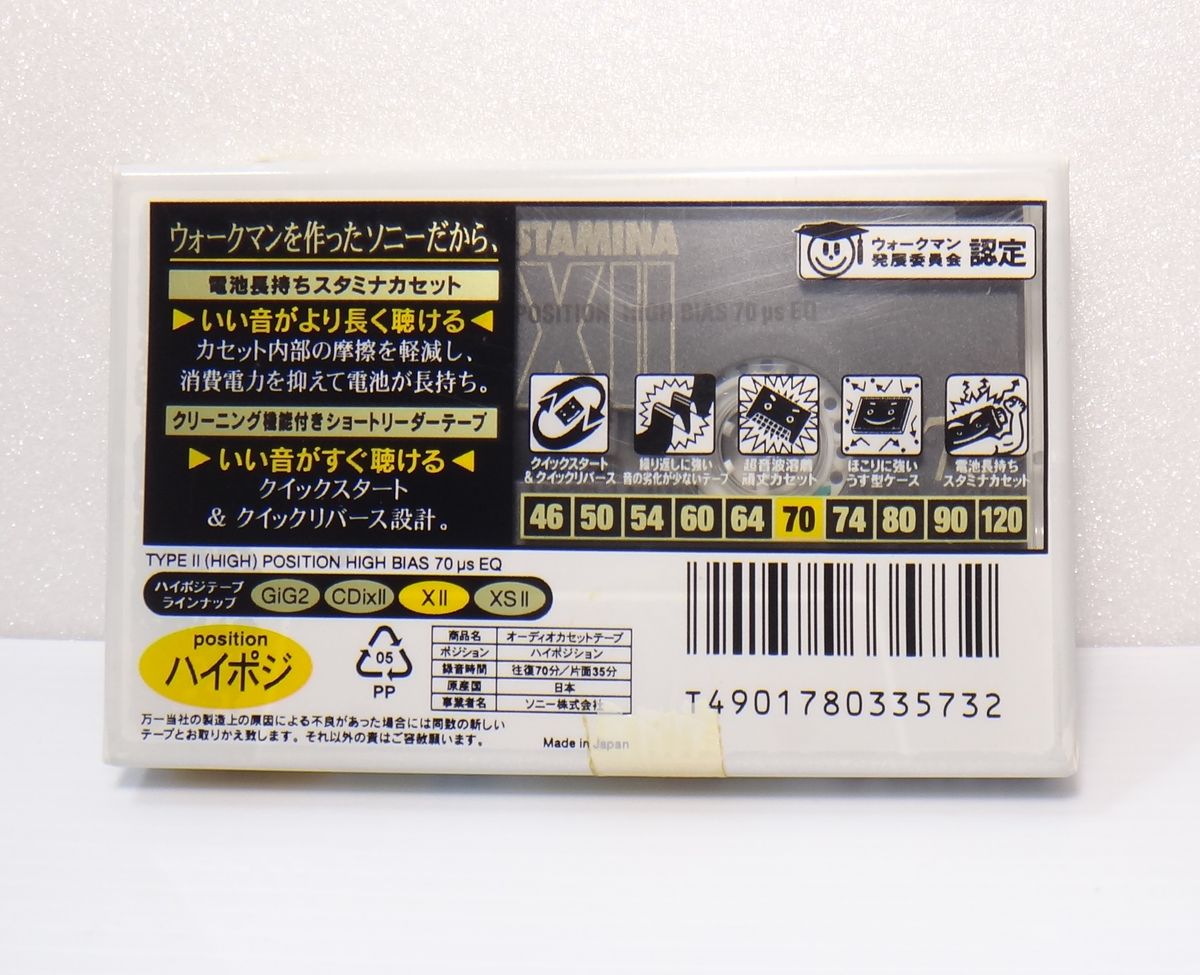 ウォークマンを作ったソニーだから、
電池長持ちスタミナカセット
▶いい音がより長く聴ける◀
カセット内部の摩擦を軽減し、
消費電力を抑えて電池が長持ち。
クリーニング機能付きショートリーダーテープ
▶いい音がすぐ聴ける◀
クイックスタート
& クイックリバース設計。
STAMINA
XII
POSITION HIGH BIAS 70 μs EQ
ウォークマン
発展委員会 認定
クイックスタート
&クイックリバース
繰り返しに強い
音の劣化が少ないテープ
超音波溶着
頑丈カセット
ほこりに強い
うす型ケース
電池長持ち
スタミナカセット
46 50 54 60 64 70 74 80 90 120
TYPE II (HIGH) POSITION HIGH BIAS 70 μs EQ
ハイポジテープ
ラインナップ
GiG2 CDixII XII XSII
position
ハイポジ
05
PP
商品名 オーディオカセットテープ
ポジション ハイポジション
録音時間 往復70分/片面35分
原産国 日本
事業者名 ソニー株式会社
万一当社の製造上の原因による不良があった場合には同数の新しい
テープとお取りかえ致します。それ以外の責はご容赦願います。
Made in Japan
T4901780335732